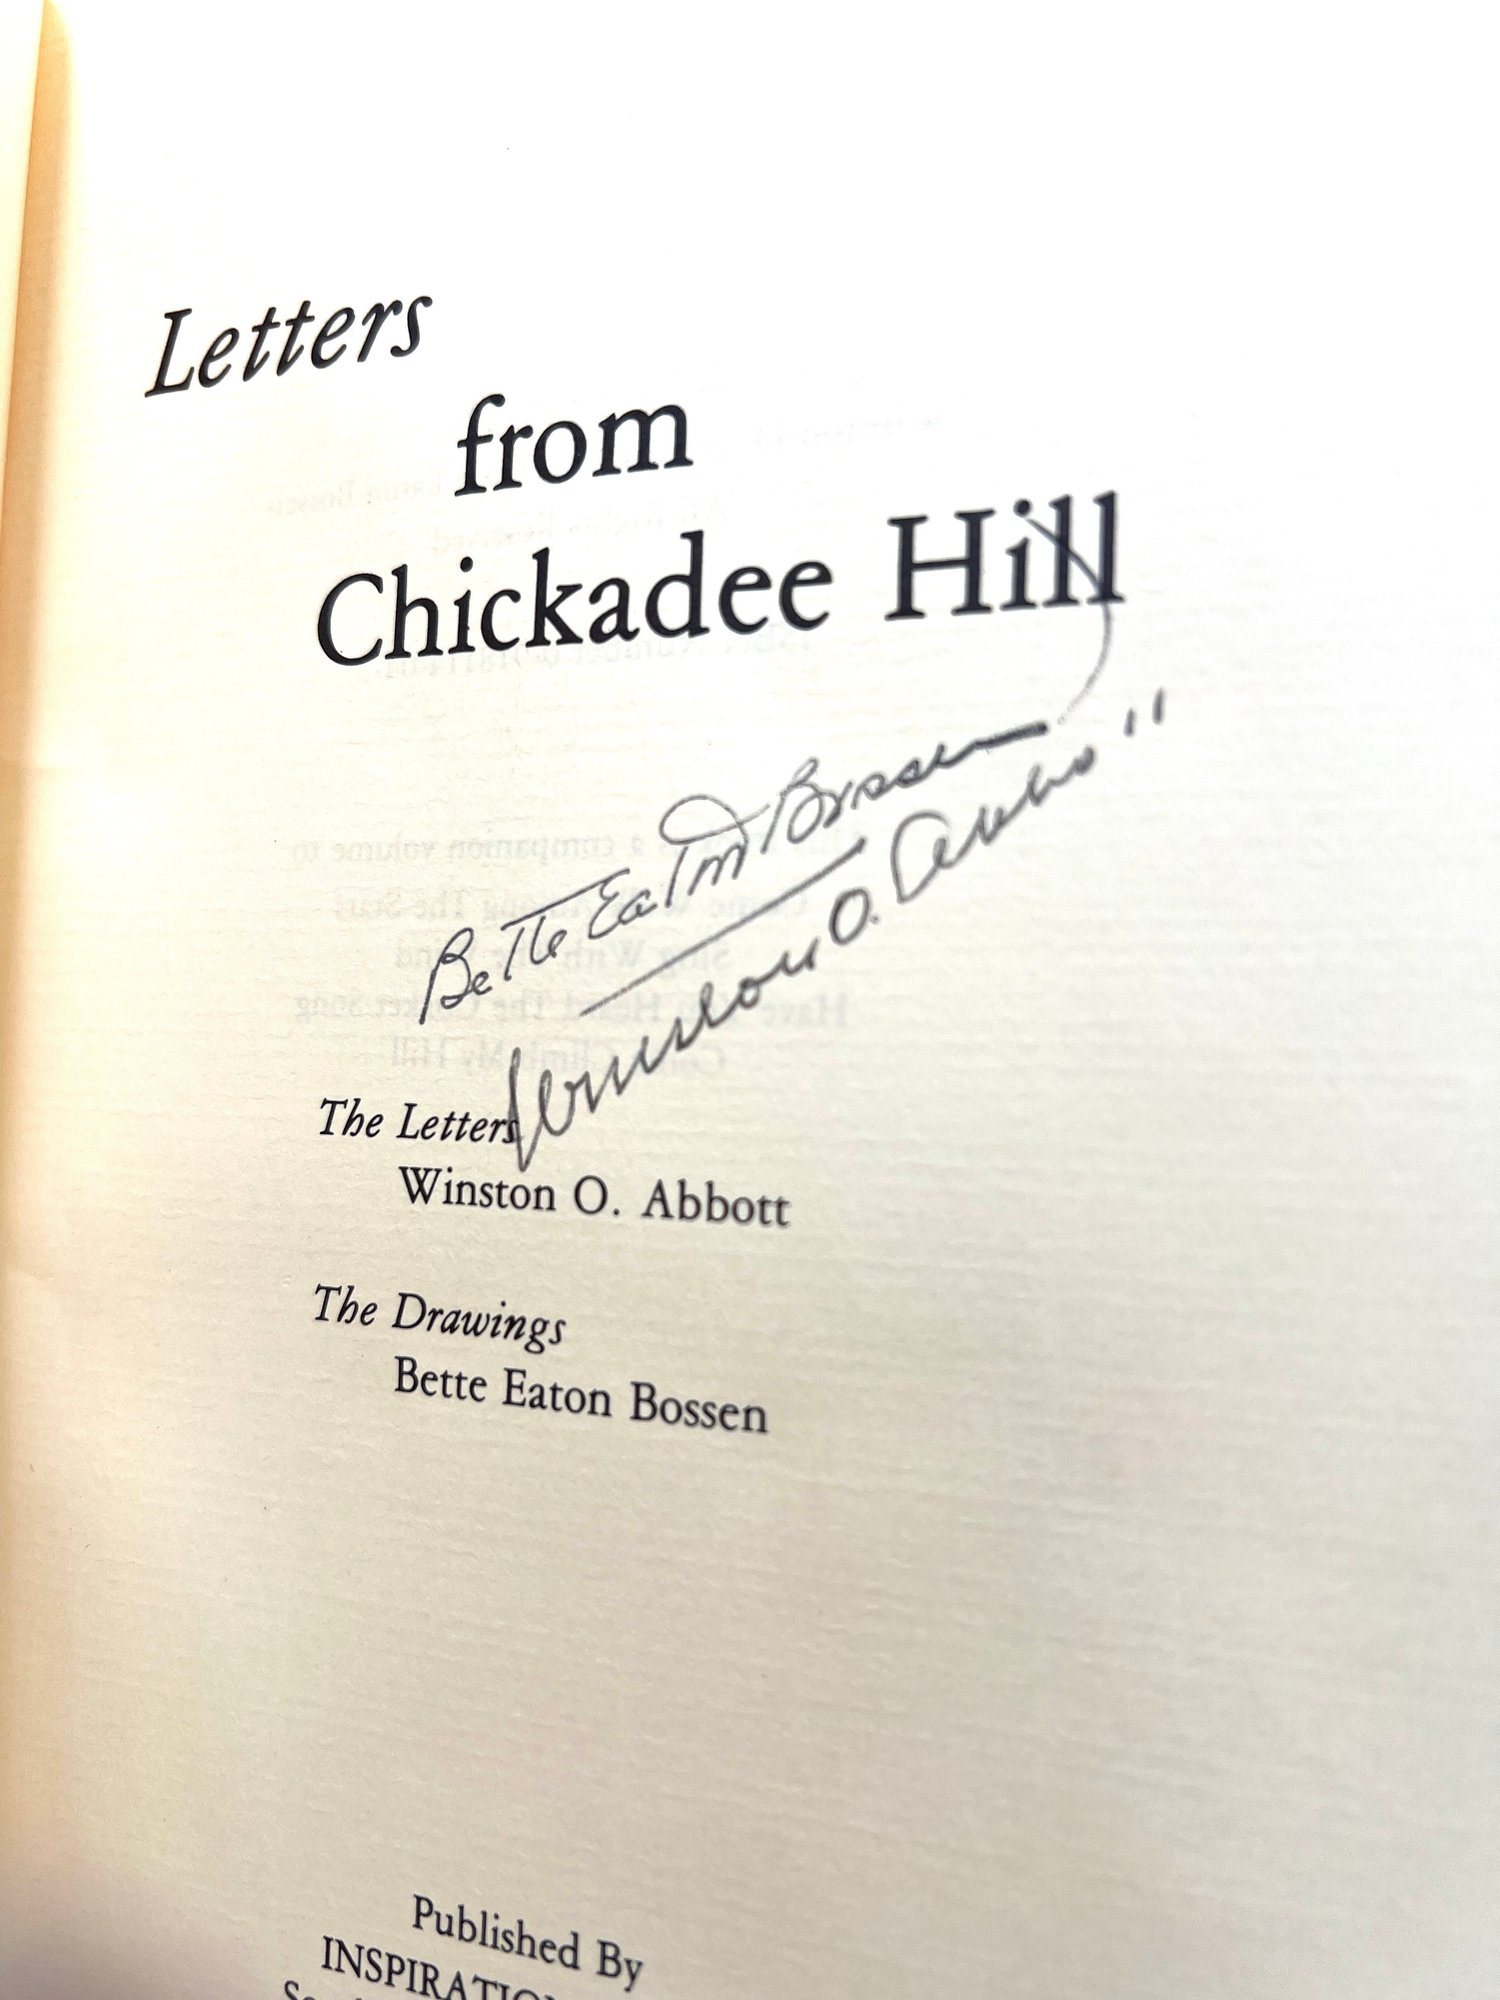 Letters
from
Chickadee Hill
Bette Eaton Bossen
Winston O. Abbott
The Letters
Winston O. Abbott
The Drawings
Bette Eaton Bossen
Published By